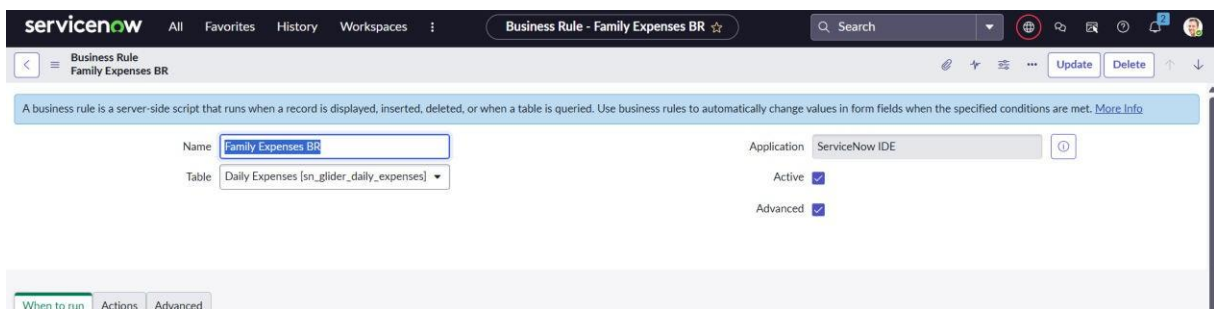 servicenow All Favorites History Workspaces Business Rule - Family Expenses BR Search 2
Business Rule
Family Expenses BR
Update Delete
A business rule is a server-side script that runs when a record is displayed, inserted, deleted, or when a table is queried. Use business rules to automatically change values in form fields when the specified conditions are met. More Info
Name Family Expenses BR Application ServiceNow IDE
Table Daily Expenses [sn_glider_daily_expenses] Active
Advanced
When to run Actions Advanced